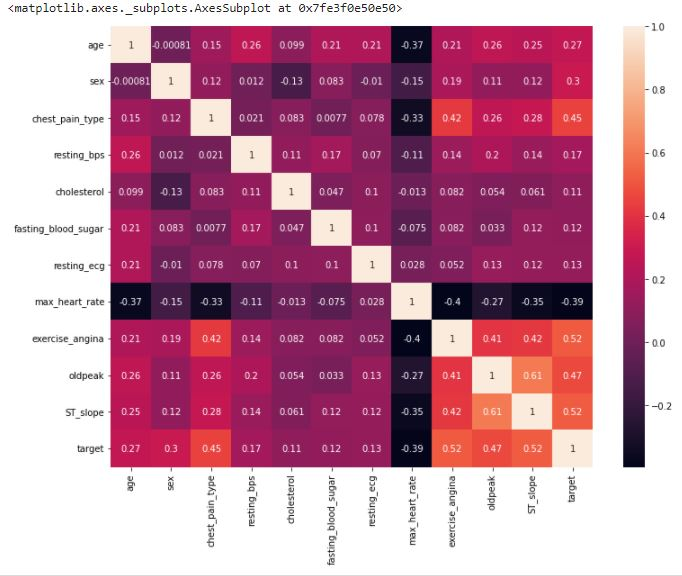 <matplotlib.axes._subplots.AxesSubplot at 0x7fe3f0e50e50>
age 1 -0.00081 0.15 0.26 0.099 0.21 0.21 -0.37 0.21 0.26 0.25 0.27
sex -0.00081 1 0.12 0.012 -0.13 0.083 -0.01 -0.15 0.19 0.11 0.12 0.3
chest_pain_type 0.15 0.12 1 0.021 0.083 0.0077 0.078 -0.33 0.42 0.26 0.28 0.45
resting_bps 0.26 0.012 0.021 1 0.11 0.17 0.07 -0.11 0.14 0.2 0.14 0.17
cholesterol 0.099 -0.13 0.083 0.11 1 0.047 0.1 -0.013 0.082 0.054 0.061 0.11
fasting_blood_sugar 0.21 0.083 0.0077 0.17 0.047 1 0.1 -0.075 0.082 0.033 0.12 0.12
resting_ecg 0.21 -0.01 0.078 0.07 0.1 0.1 1 0.028 0.052 0.13 0.12 0.13
max_heart_rate -0.37 -0.15 -0.33 -0.11 -0.013 -0.075 0.028 1 -0.4 -0.27 -0.35 -0.39
exercise_angina 0.21 0.19 0.42 0.14 0.082 0.082 0.052 -0.4 1 0.41 0.42 0.52
oldpeak 0.26 0.11 0.26 0.2 0.054 0.033 0.13 -0.27 0.41 1 0.61 0.47
ST_slope 0.25 0.12 0.28 0.14 0.061 0.12 0.12 -0.35 0.42 0.61 1 0.52
target 0.27 0.3 0.45 0.17 0.11 0.12 0.13 -0.39 0.52 0.47 0.52 1
age
sex
chest_pain_type
resting_bps
cholesterol
fasting_blood_sugar
resting_ecg
max_heart_rate
exercise_angina
oldpeak
ST_slope
target
1.0
0.8
0.6
0.4
0.2
0.0
−0.2